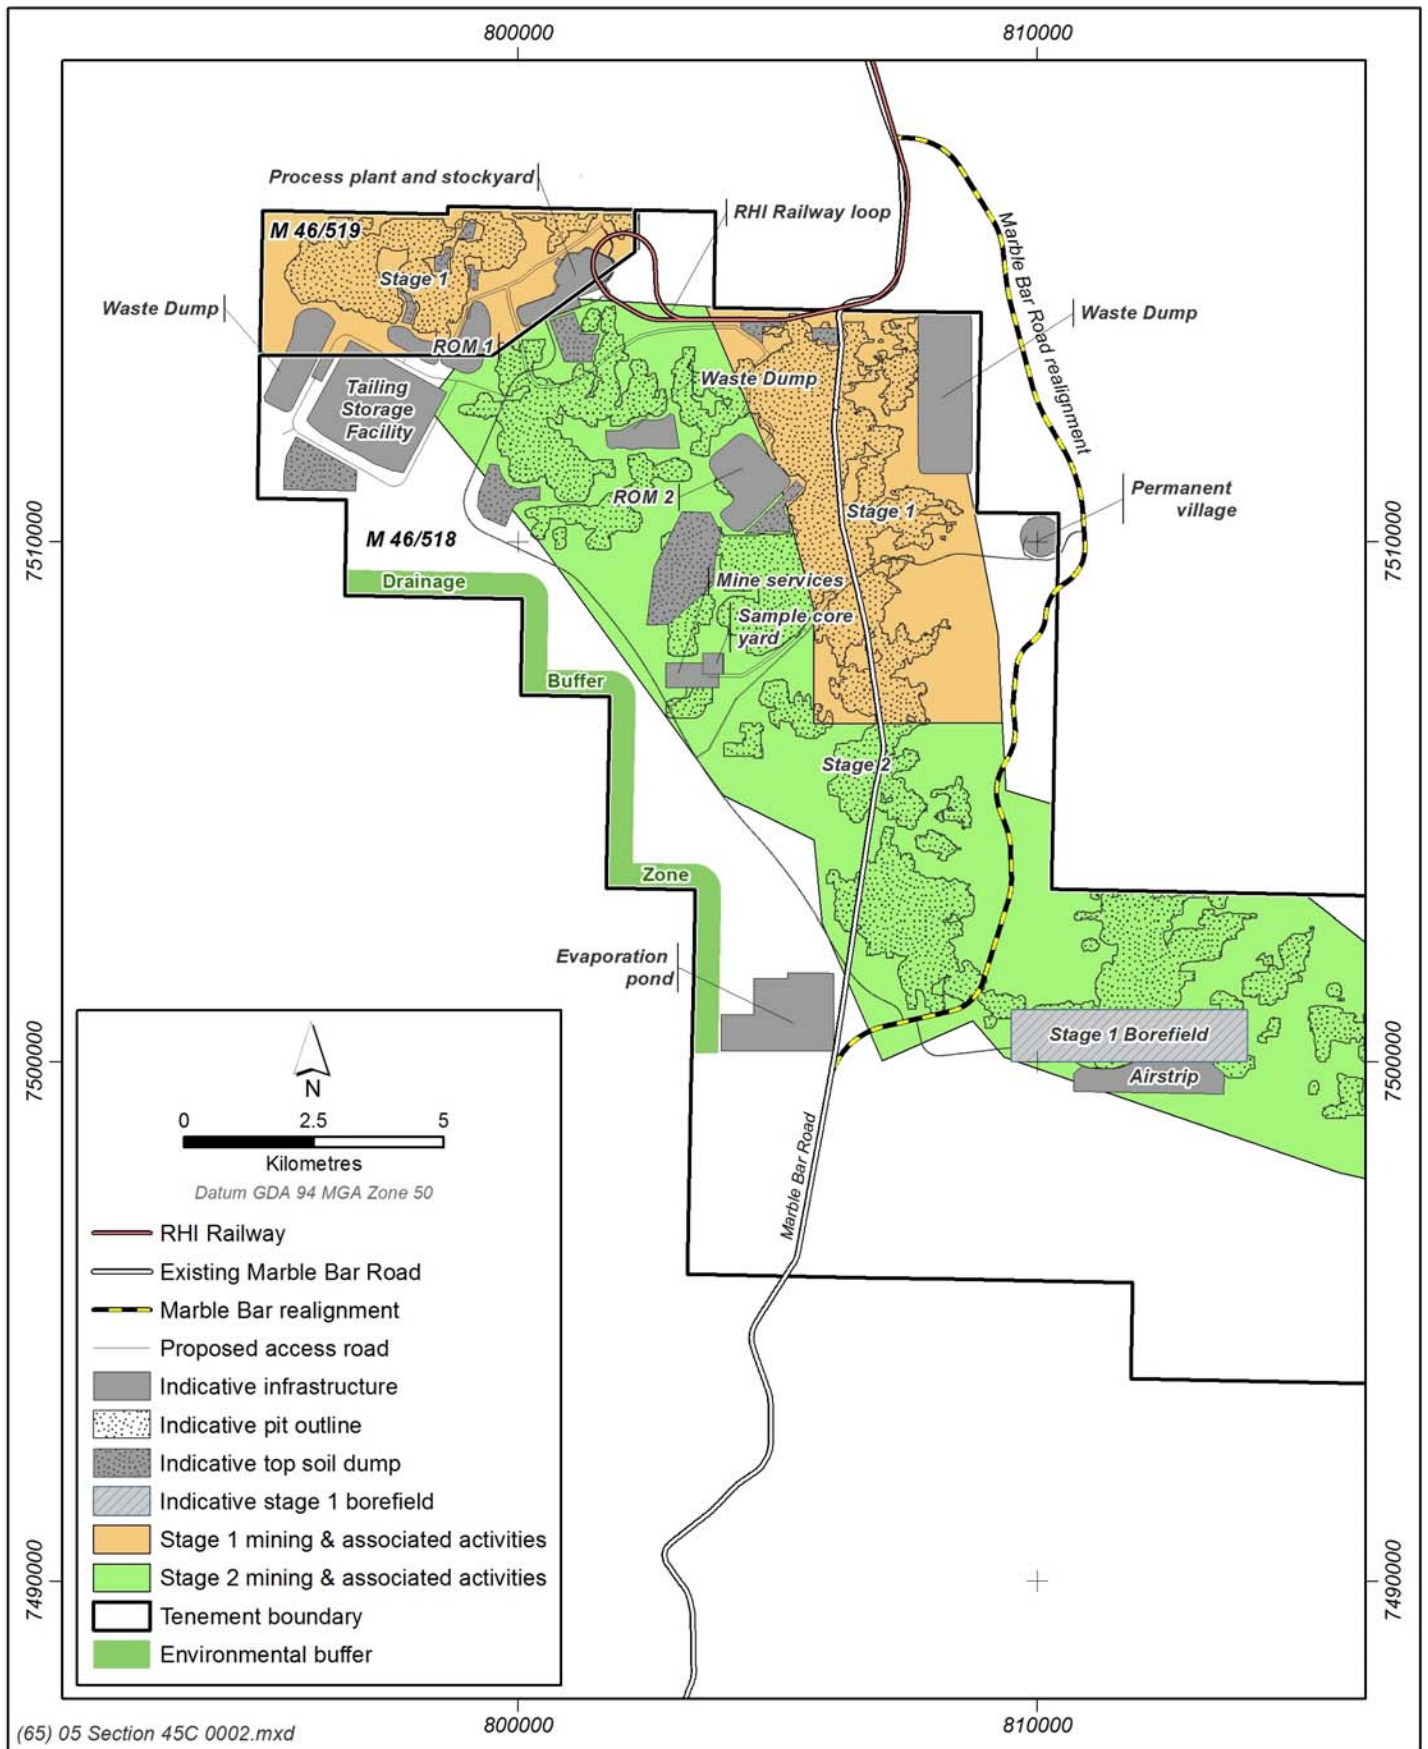 800000
810000
Process plant and stockyard
RHI Railway loop
M 46/519
Stage 1
Waste Dump
Marble Bar Road realignment
Waste Dump
ROM 1
Waste Dump
Tailing
Storage
Facility
ROM 2
Stage 1
Permanent
village
7510000
M 46/518
7510000
Drainage
Mine services
Sample core
yard
Buffer
Stage 2
Zone
Evaporation
pond
Stage 1 Borefield
7500000
7500000
Airstrip
Marble Bar Road
N
0 2.5 5
Kilometres
Datum GDA 94 MGA Zone 50
RHI Railway
Existing Marble Bar Road
Marble Bar realignment
Proposed access road
Indicative infrastructure
Indicative pit outline
Indicative top soil dump
Indicative stage 1 borefield
Stage 1 mining & associated activities
Stage 2 mining & associated activities
Tenement boundary
Environmental buffer
7490000
7490000
(65) 05 Section 45C 0002.mxd
800000
810000